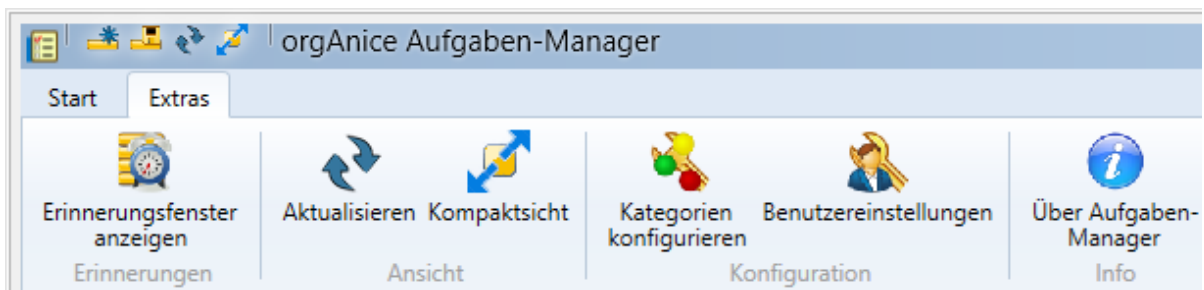 orgAnice Aufgaben-Manager
Start Extras
Erinnerungsfenster anzeigen
Aktualisieren Kompaktsicht
Kategorien konfigurieren
Benutzereinstellungen
Über Aufgaben-Manager
Erinnerungen Ansicht Konfiguration Info